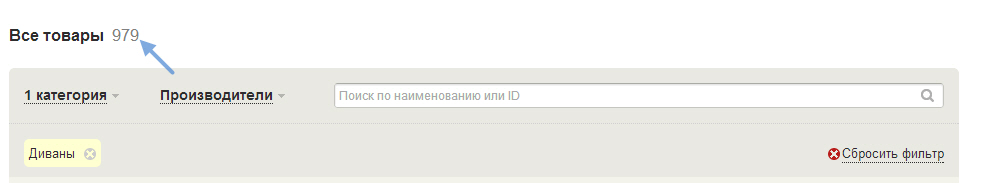 Все товары 979
1 категория Производители Поиск по наименованию или ID
Диваны Сбросить фильтр